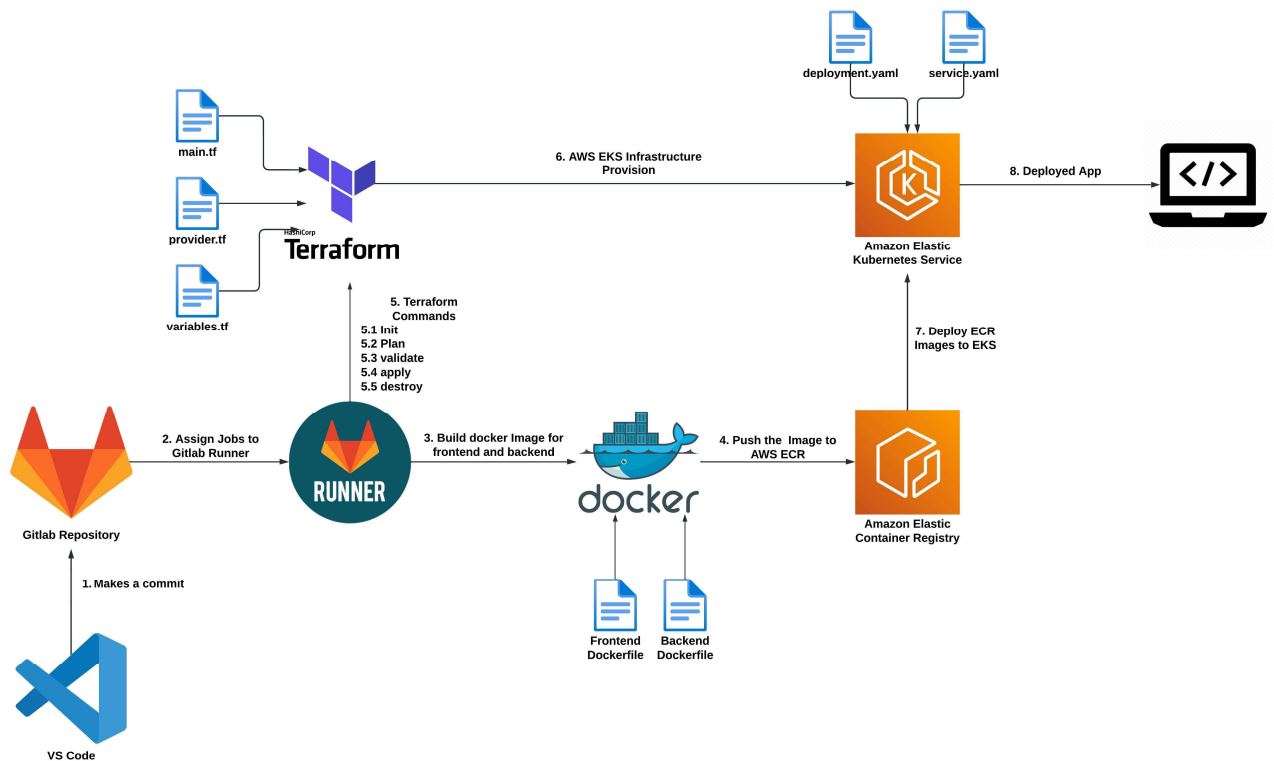 deployment.yaml
service.yaml
main.tf
provider.tf
variables.tf
HashiCorp
Terraform
6. AWS EKS Infrastructure
Provision
K
Amazon Elastic
Kubernetes Service
8. Deployed App
</>
5. Terraform
Commands
5.1 Init
5.2 Plan
5.3 validate
5.4 apply
5.5 destroy
7. Deploy ECR
Images to EKS
Gitlab Repository
2. Assign Jobs to
Gitlab Runner
RUNNER
3. Build docker Image for
frontend and backend
docker
4. Push the Image to
AWS ECR
Amazon Elastic
Container Registry
1. Makes a commit
VS Code
Frontend
Dockerfile
Backend
Dockerfile